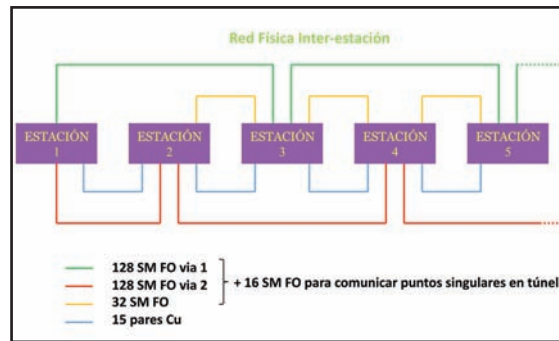 Red Física Inter-estación
ESTACIÓN
1
ESTACIÓN
2
ESTACIÓN
3
ESTACIÓN
4
ESTACIÓN
5
128 SM FO via 1
128 SM FO via 2
32 SM FO
15 pares Cu
+ 16 SM FO para comunicar puntos singulares en túnel